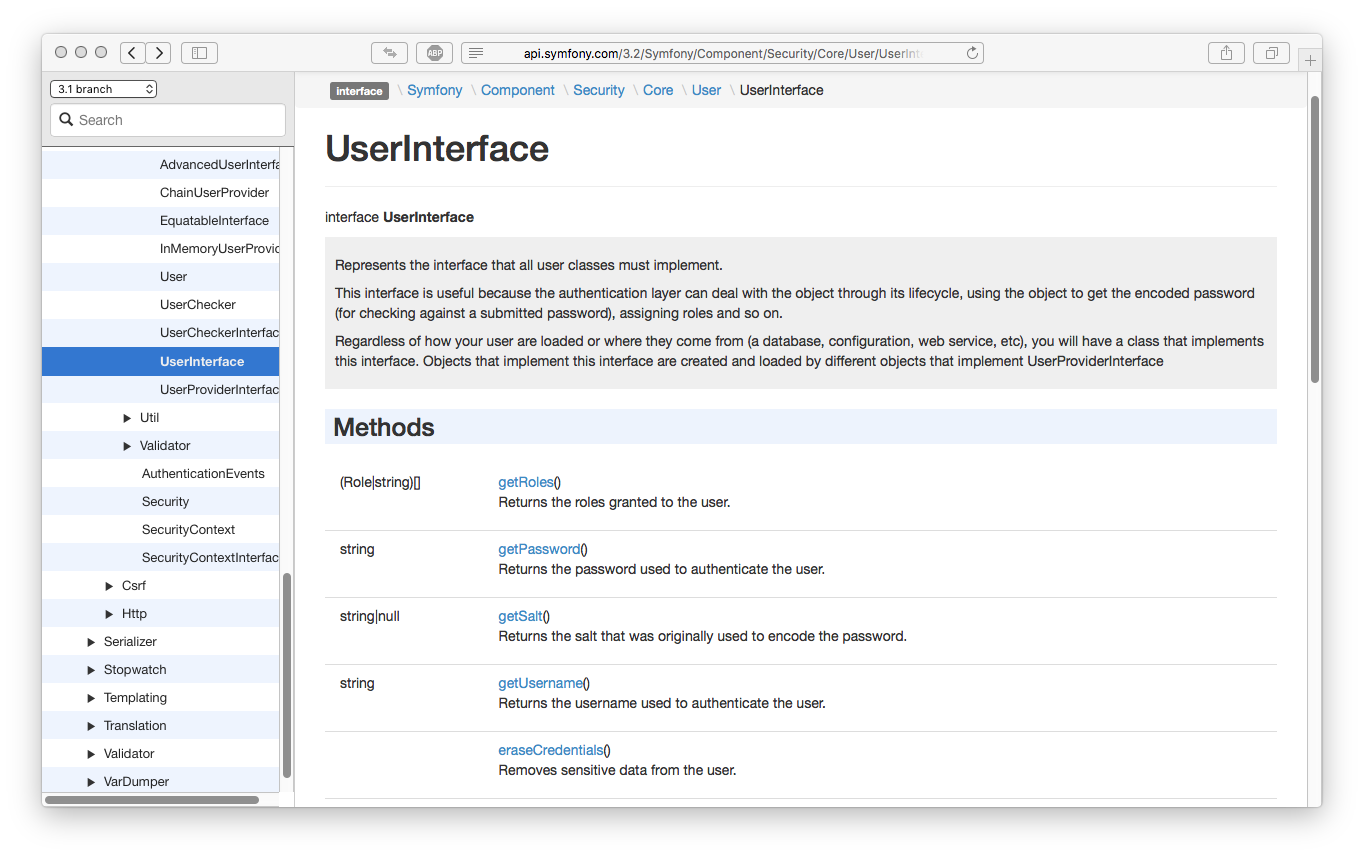 ABP
api.symfony.com/3.2/Symfony/Component/Security/Core/User/UserInt
3.1 branch
Search
AdvancedUserInterfa
ChainUserProvider
EquatableInterface
InMemoryUserProvid
User
UserChecker
UserCheckerInterfac
UserInterface
UserProviderInterfac
Util
Validator
AuthenticationEvents
Security
SecurityContext
SecurityContextInterfac
Csrf
Http
Serializer
Stopwatch
Templating
Translation
Validator
VarDumper
interface \ Symfony \ Component \ Security \ Core \ User \ UserInterface
UserInterface
interface UserInterface
Represents the interface that all user classes must implement.
This interface is useful because the authentication layer can deal with the object through its lifecycle, using the object to get the encoded password
(for checking against a submitted password), assigning roles and so on.
Regardless of how your user are loaded or where they come from (a database, configuration, web service, etc), you will have a class that implements
this interface. Objects that implement this interface are created and loaded by different objects that implement UserProviderInterface
Methods
(Role|string)[] getRoles()
Returns the roles granted to the user.
string getPassword()
Returns the password used to authenticate the user.
string|null getSalt()
Returns the salt that was originally used to encode the password.
string getUsername()
Returns the username used to authenticate the user.
eraseCredentials()
Removes sensitive data from the user.